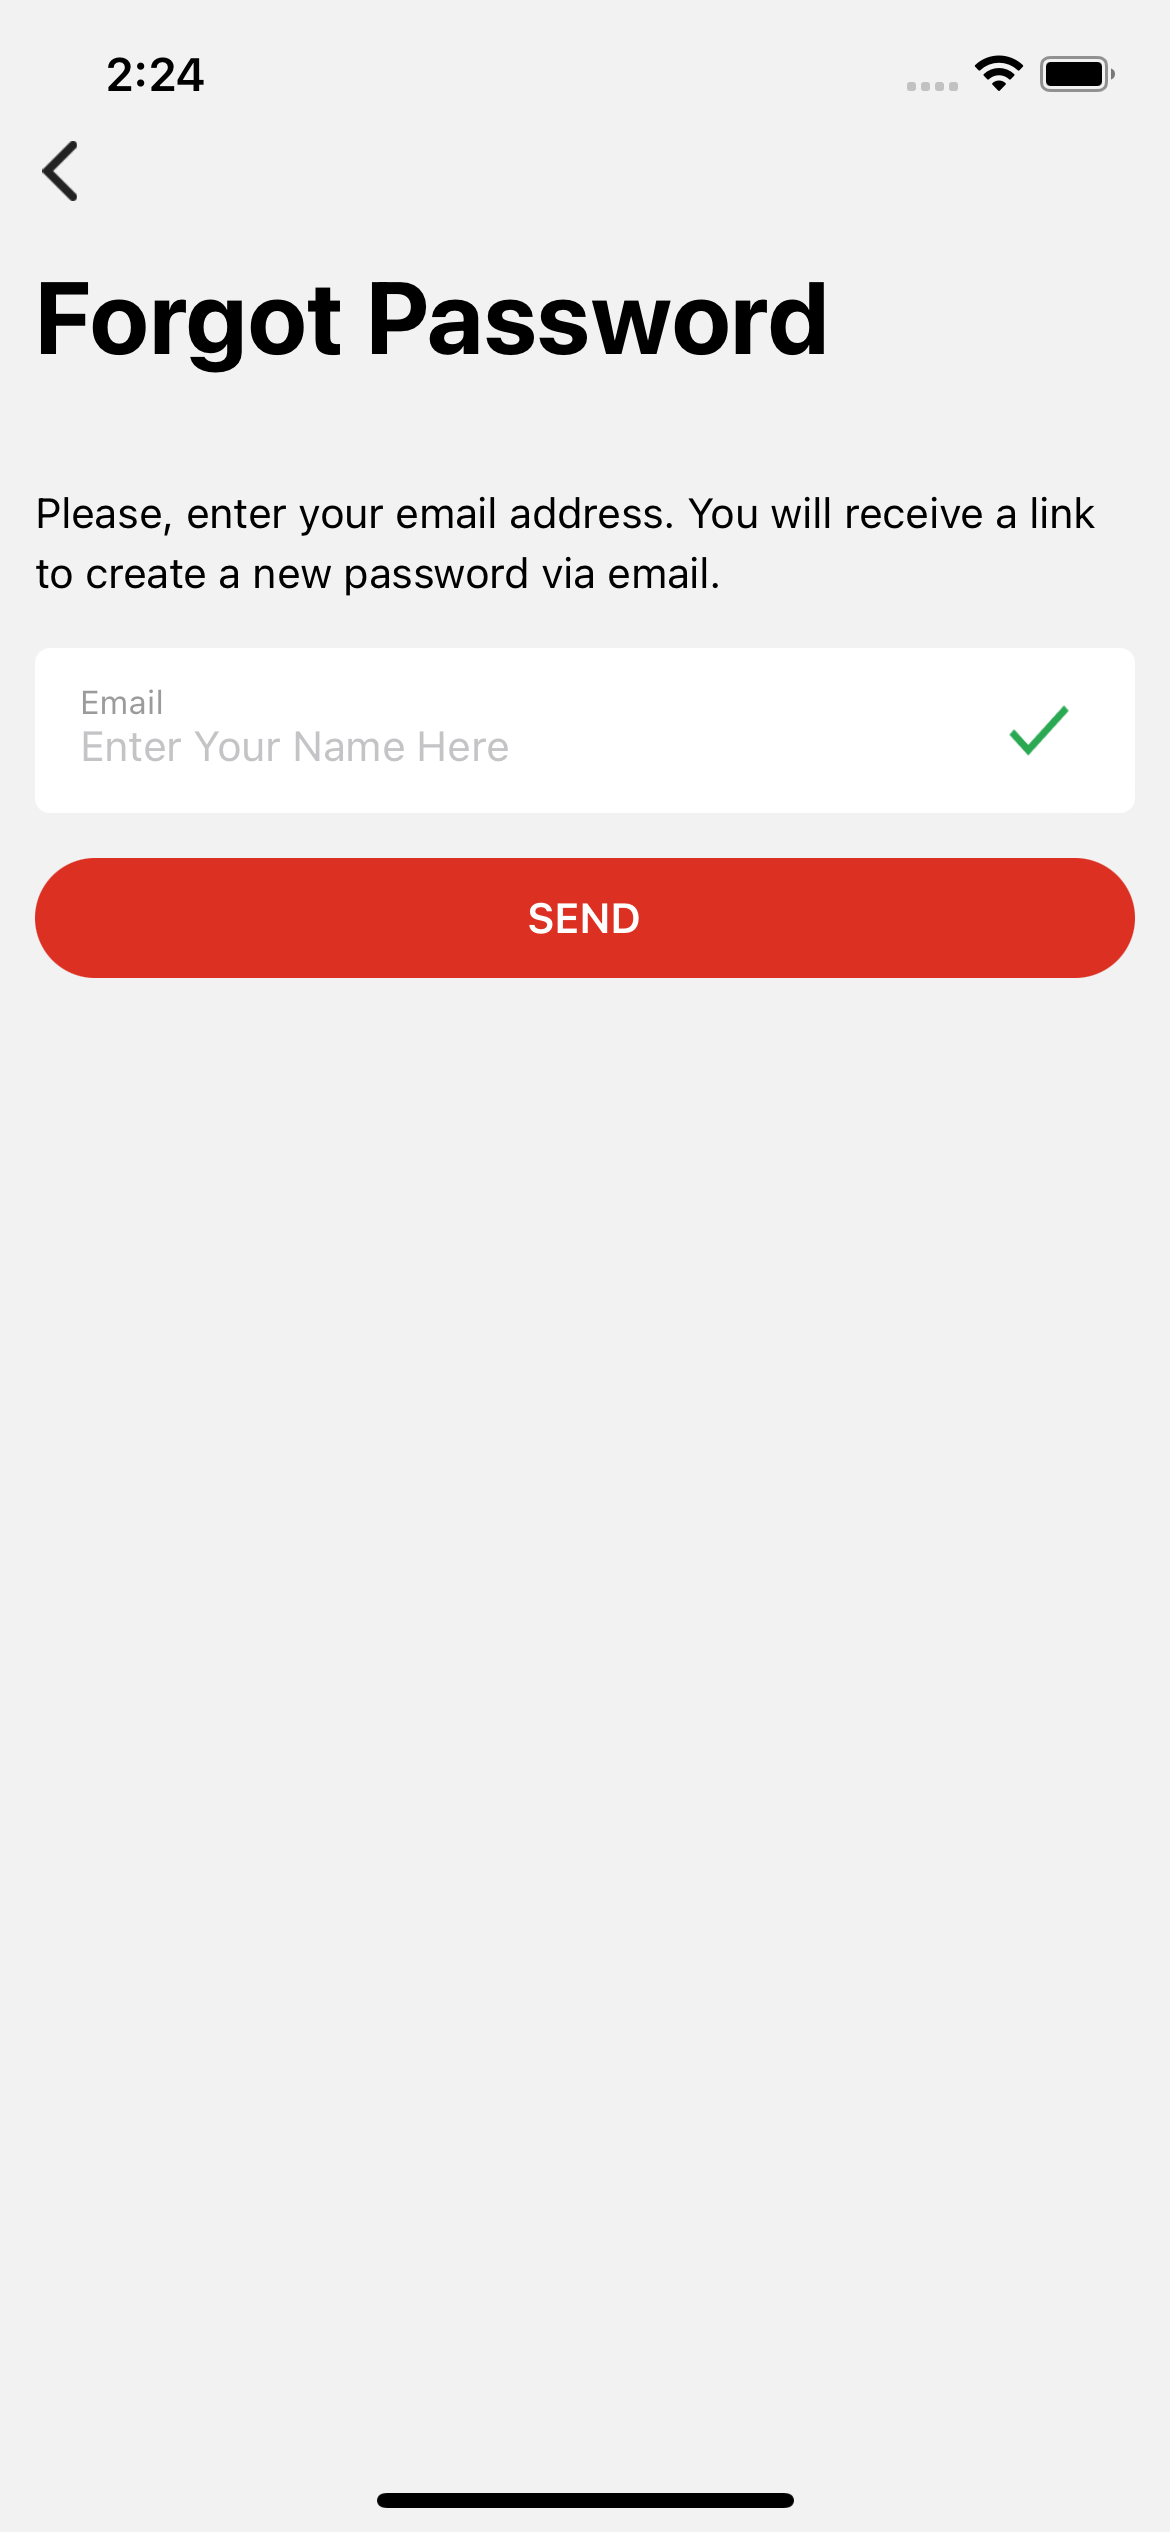 2:24
Forgot Password
Please, enter your email address. You will receive a link
to create a new password via email.
Email
Enter Your Name Here
SEND